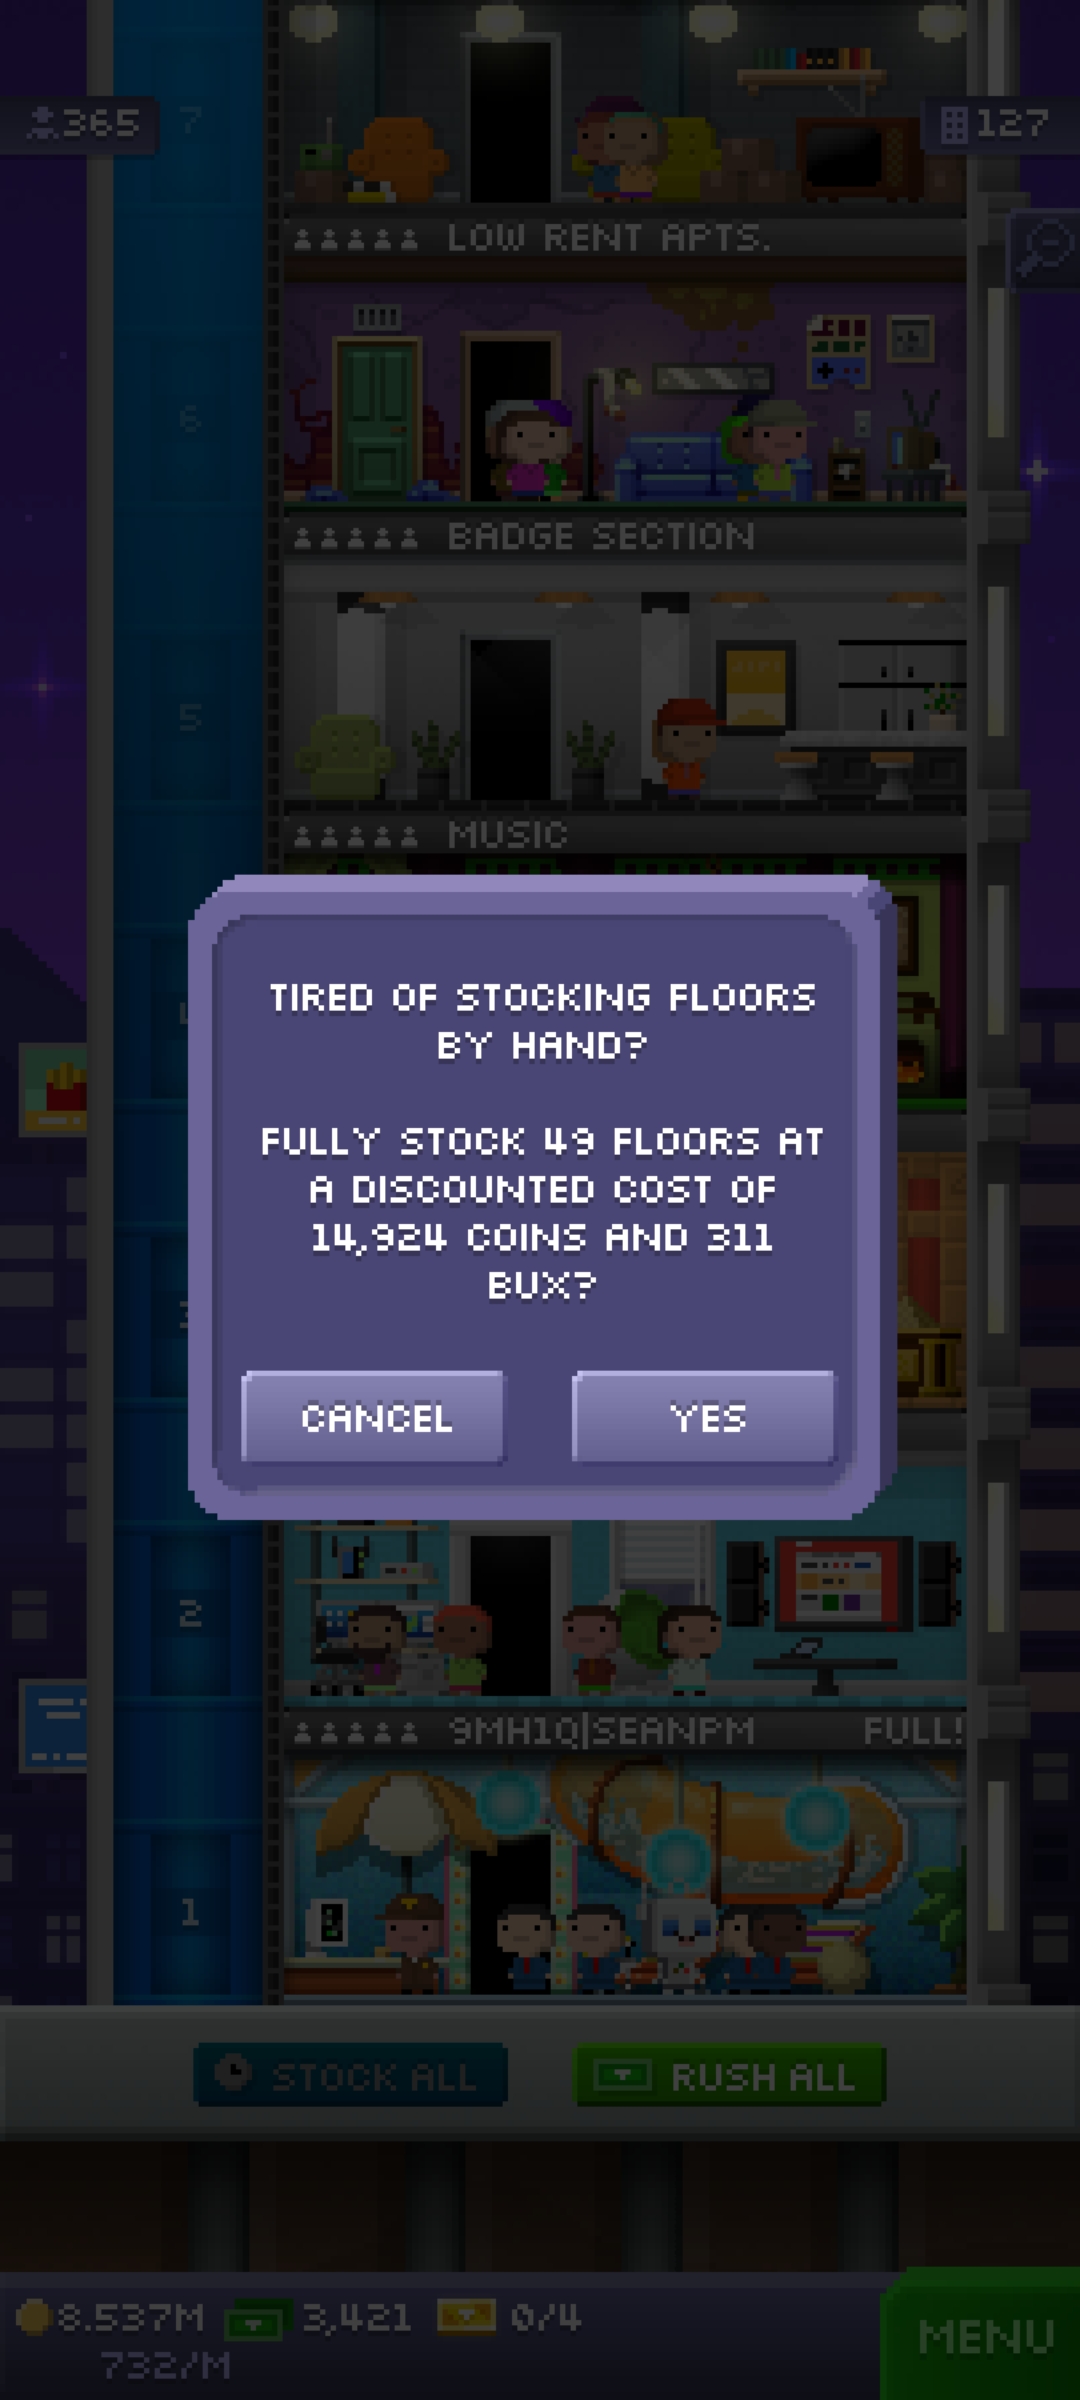 365
7
127
LOW RENT APTS.
6
BADGE SECTION
5
MUSIC
TIRED OF STOCKING FLOORS
BY HAND?
FULLY STOCK 49 FLOORS AT
A DISCOUNTED COST OF
14,924 COINS AND 311
BUX?
CANCEL
YES
2
9MH1Q|SEANPM
FULL!
1
STOCK ALL
RUSH ALL
8.537M
3,421
0/4
732/M
MENU